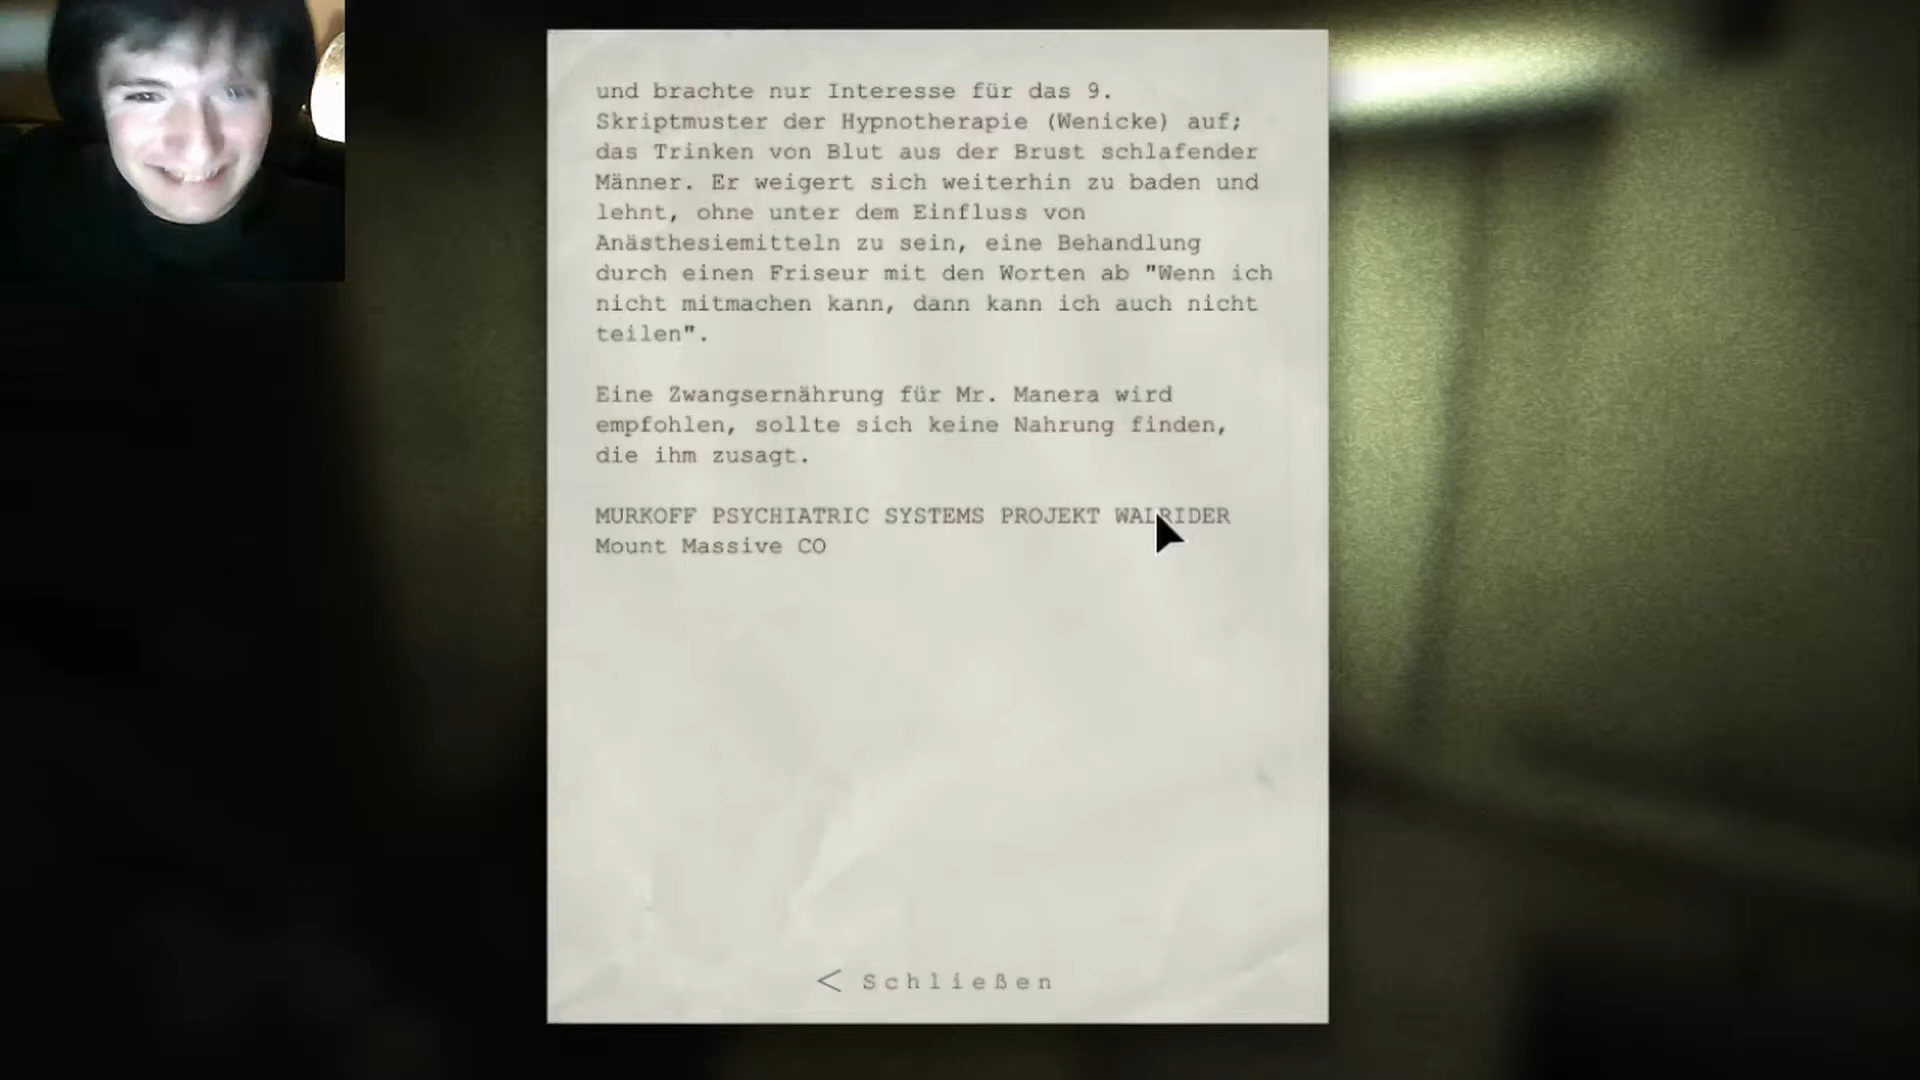 und brachte nur Interesse für das 9.
Skriptmuster der Hypnotherapie (Wenicke) auf;
das Trinken von Blut aus der Brust schlafender
Männer. Er weigert sich weiterhin zu baden und
lehnt, ohne unter dem Einfluss von
Anästhesiemitteln zu sein, eine Behandlung
durch einen Friseur mit den Worten ab "Wenn ich
nicht mitmachen kann, dann kann ich auch nicht
teilen".
Eine Zwangsernährung für Mr. Manera wird
empfohlen, sollte sich keine Nahrung finden,
die ihm zusagt.
MURKOFF PSYCHIATRIC SYSTEMS PROJEKT WALRIDER
Mount Massive CO
< Schließen